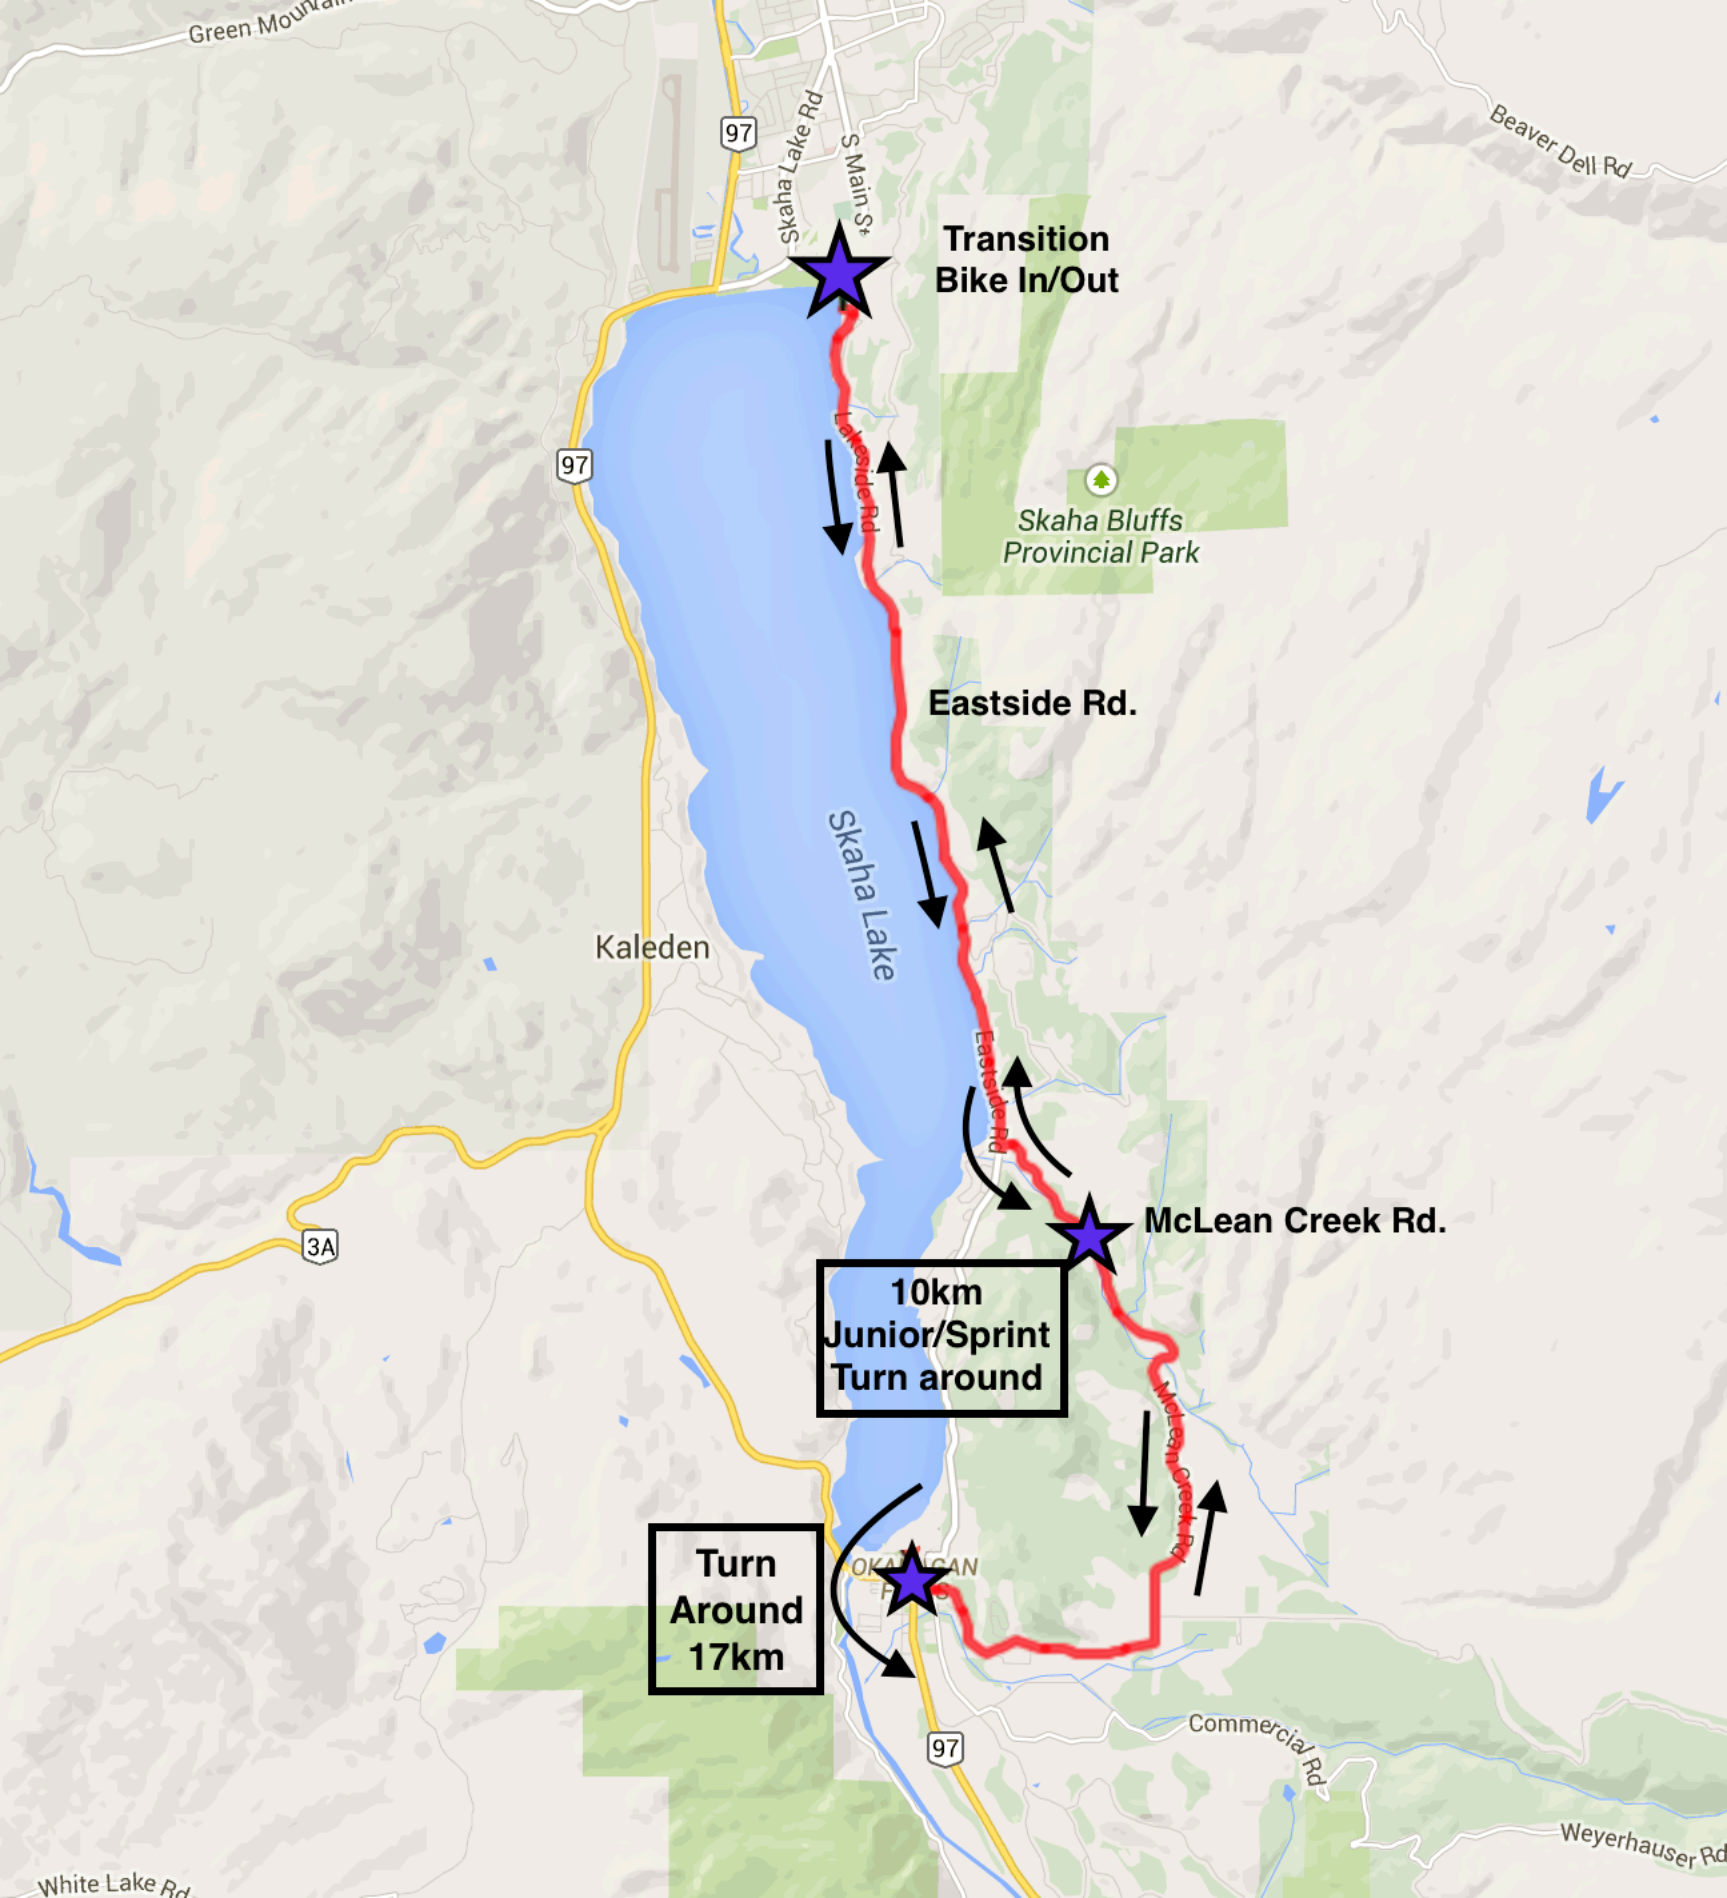 Green Mountain
Beaver Dell Rd
97
Skaha Lake Rd
S Main St
Transition
Bike In/Out
Lakeside Rd
97
Skaha Bluffs
Provincial Park
Eastside Rd.
Skaha Lake
Kaleden
Eastside Rd
McLean Creek Rd.
3A
10km
Junior/Sprint
Turn around
McLean Creek Rd
Turn
Around
17km
OKANAGAN
FALLS
97
Commercial Rd
Weyerhauser Rd
White Lake Rd